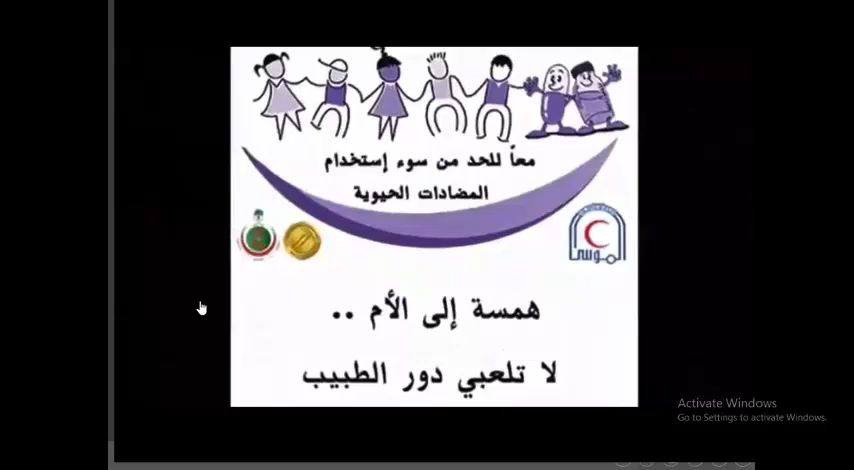 معاً للحد من سوء إستخدام
المضادات الحيوية
الموسى
همسة إلى الأم ..
لا تلعبي دور الطبيب
Activate Windows
Go to Settings to activate Windows.